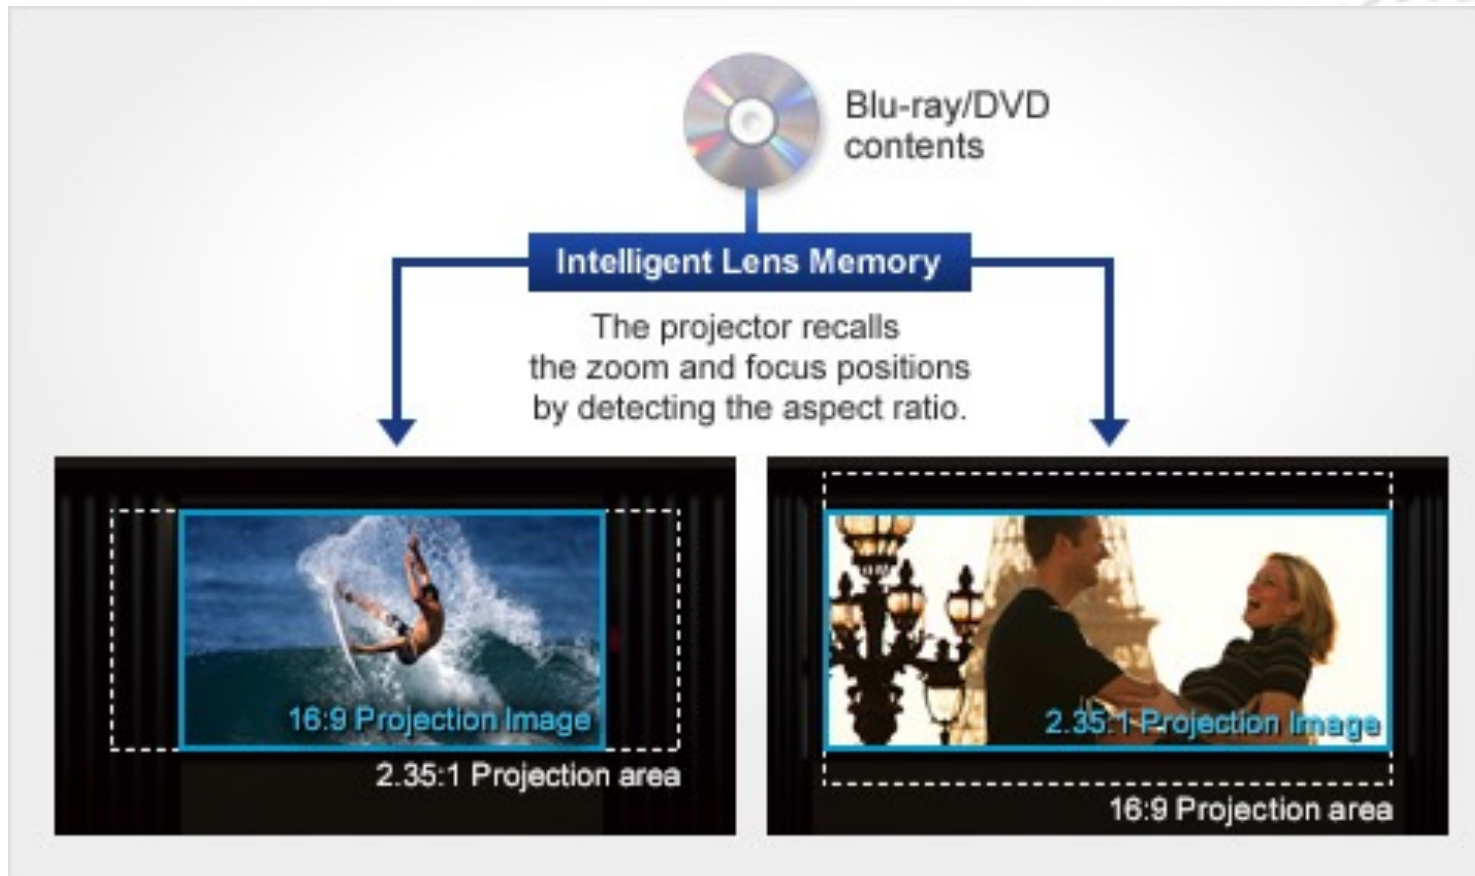 Blu-ray/DVD
contents
Intelligent Lens Memory
The projector recalls
the zoom and focus positions
by detecting the aspect ratio.
16:9 Projection Image
2.35:1 Projection area
2.35:1 Projection Image
16:9 Projection area